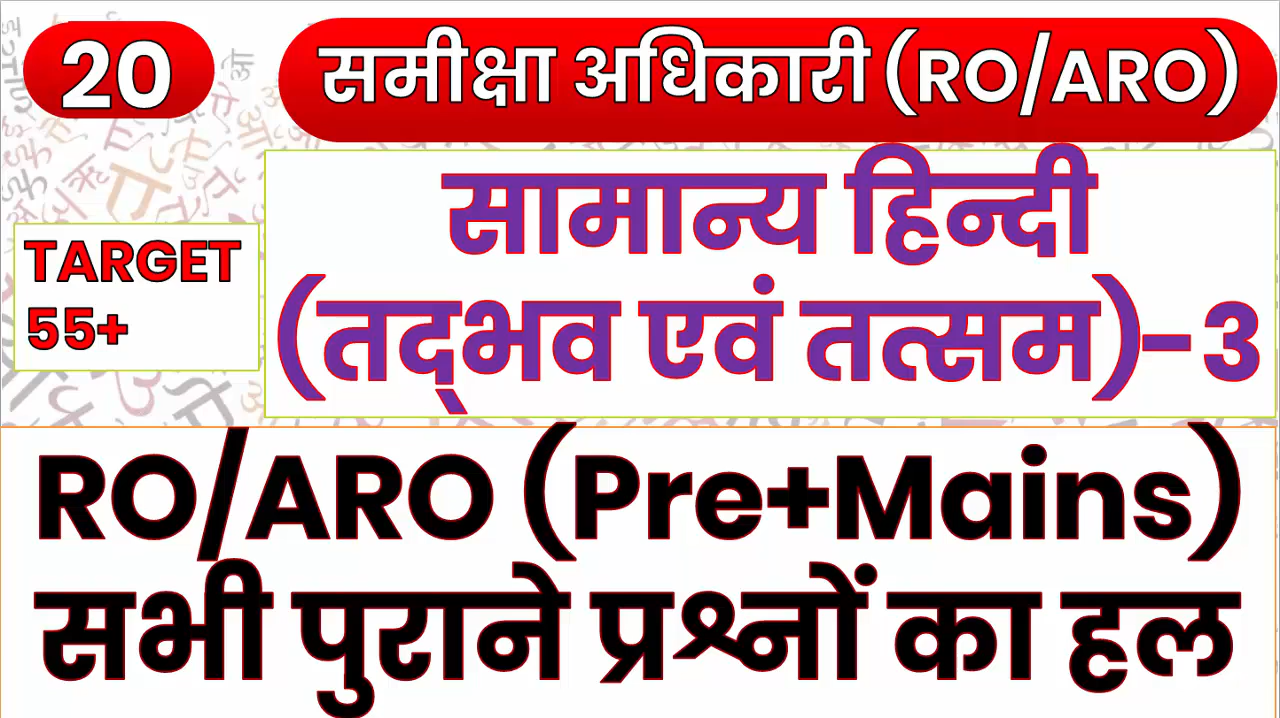 20
समीक्षा अधिकारी (RO/ARO)
सामान्य हिन्दी
(तद्भव एवं तत्सम)-3
TARGET
55+
RO/ARO (Pre+Mains)
सभी पुराने प्रश्नों का हल